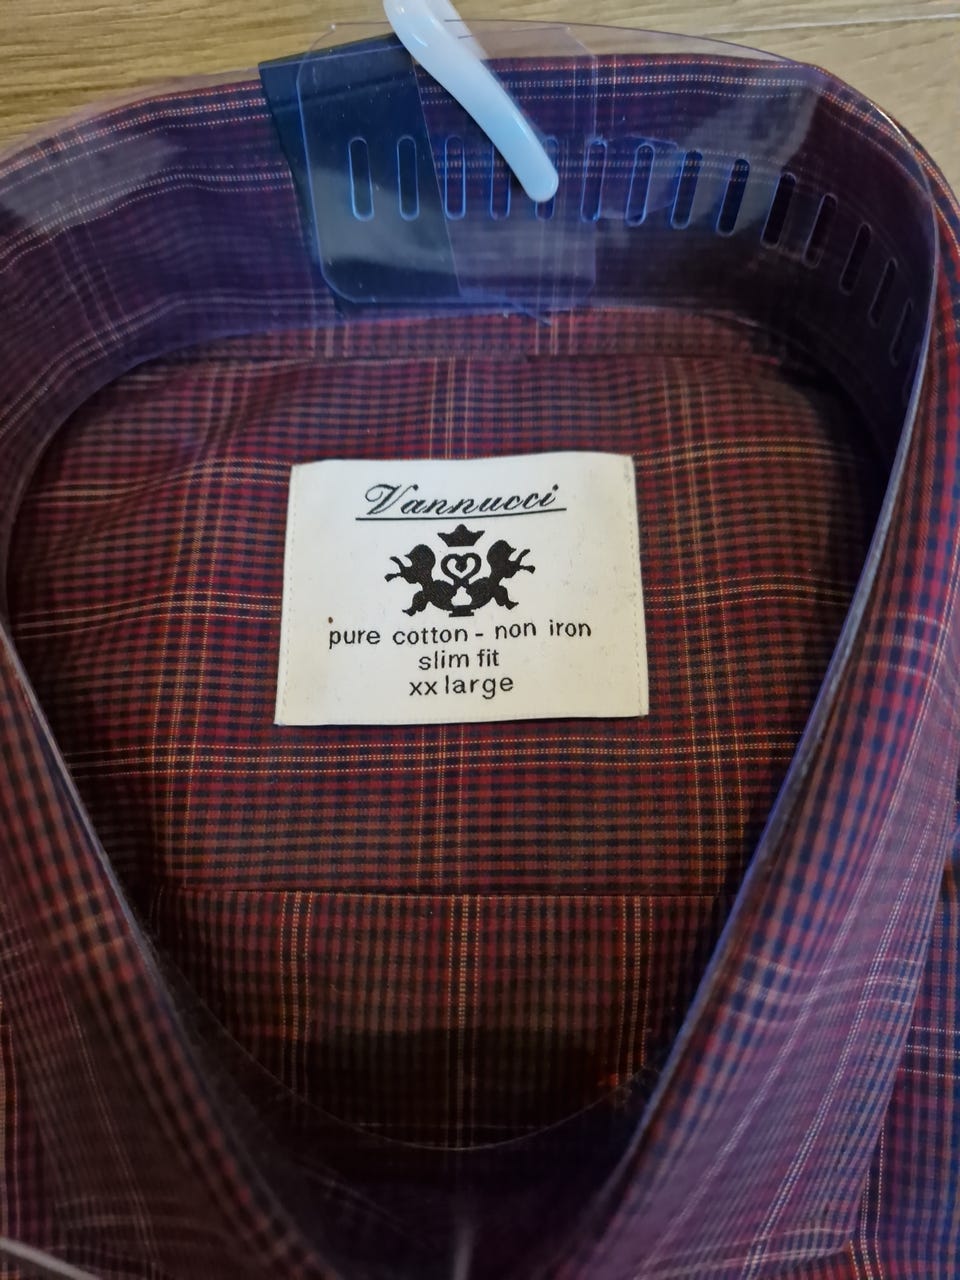 Vannucci
pure cotton - non iron
slim fit
xx large